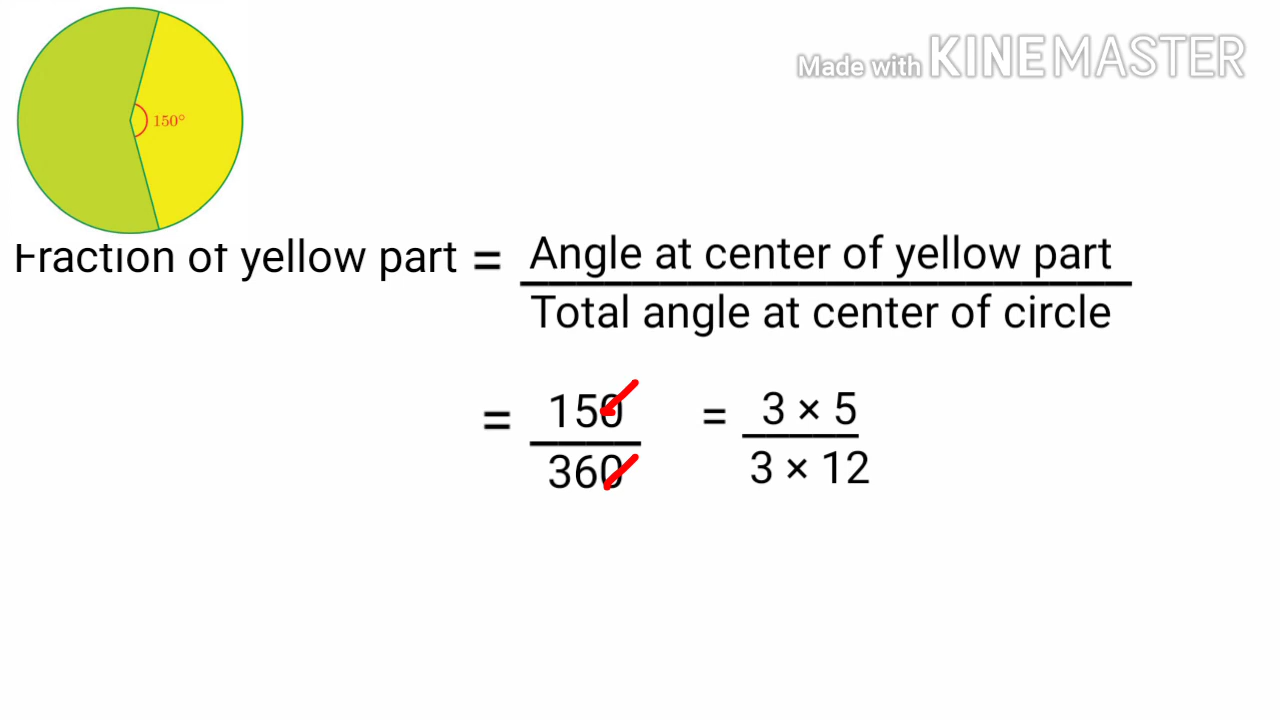 Made with KINEMASTER
150°
Fraction of yellow part = Angle at center of yellow part
Total angle at center of circle
= 150 = 3 × 5
360 3 × 12